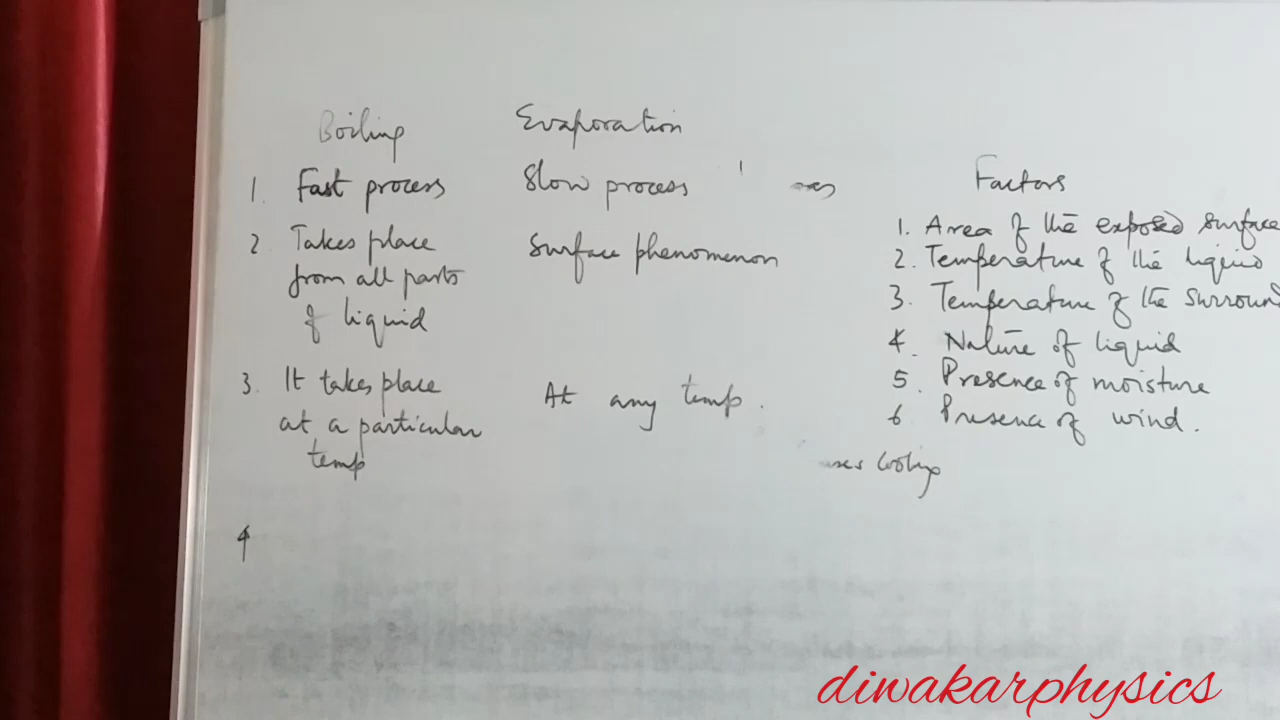 Boiling Evaporation
1. Fast process Slow process
2 Takes place Surface phenomenon
from all parts
of liquid
3. It takes place At any temp.
at a particular
temp
4
Factors
1. Area of the exposed surface
2. Temperature of the liquid
3. Temperature of the surroun
4. Nature of liquid
5. Presence of moisture
6 Presence of wind.
cooling
diwakarphysics